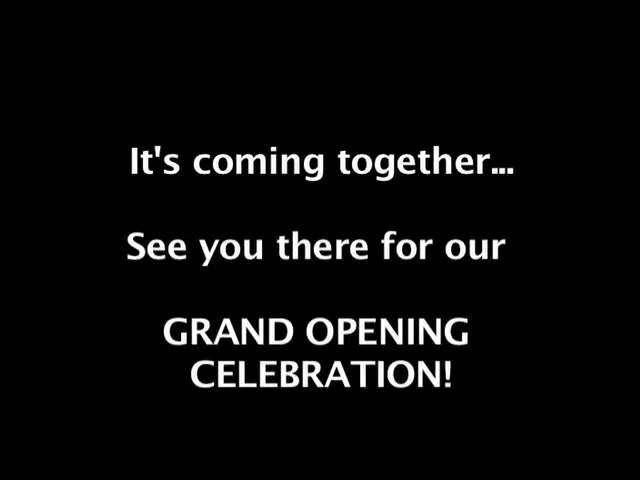 It's coming together...
See you there for our
GRAND OPENING
CELEBRATION!